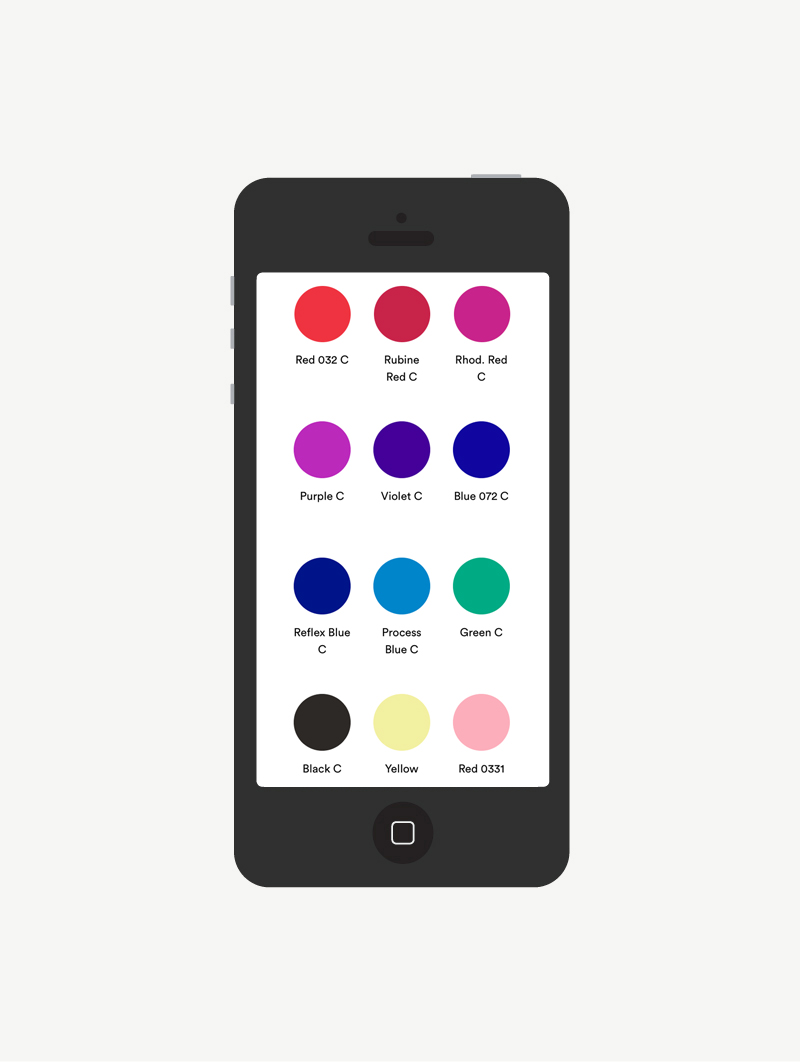 Red 032 C
Rubine
Red C
Rhod. Red
C
Purple C
Violet C
Blue 072 C
Reflex Blue
C
Process
Blue C
Green C
Black C
Yellow
Red 0331